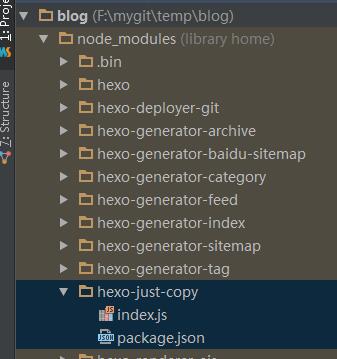 1: Proje
7: Structure
blog (F:\mygit\temp\blog)
node_modules (library home)
.bin
hexo
hexo-deployer-git
hexo-generator-archive
hexo-generator-baidu-sitemap
hexo-generator-category
hexo-generator-feed
hexo-generator-index
hexo-generator-sitemap
hexo-generator-tag
hexo-just-copy
index.js
package.json